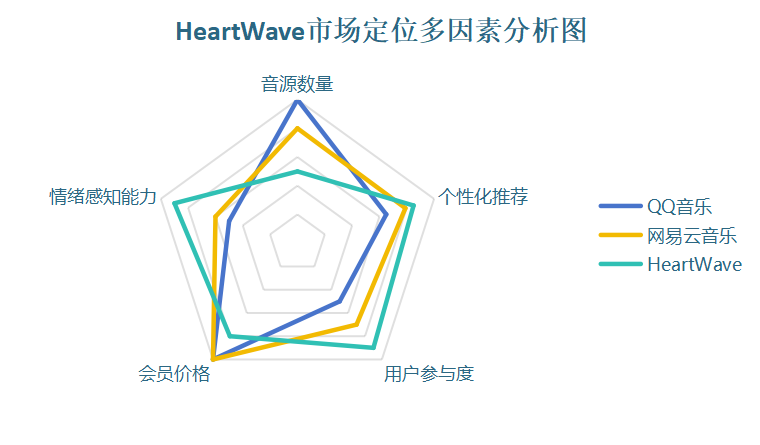 HeartWave市场定位多因素分析图
音源数量
情绪感知能力
个性化推荐
QQ音乐
网易云音乐
HeartWave
会员价格
用户参与度